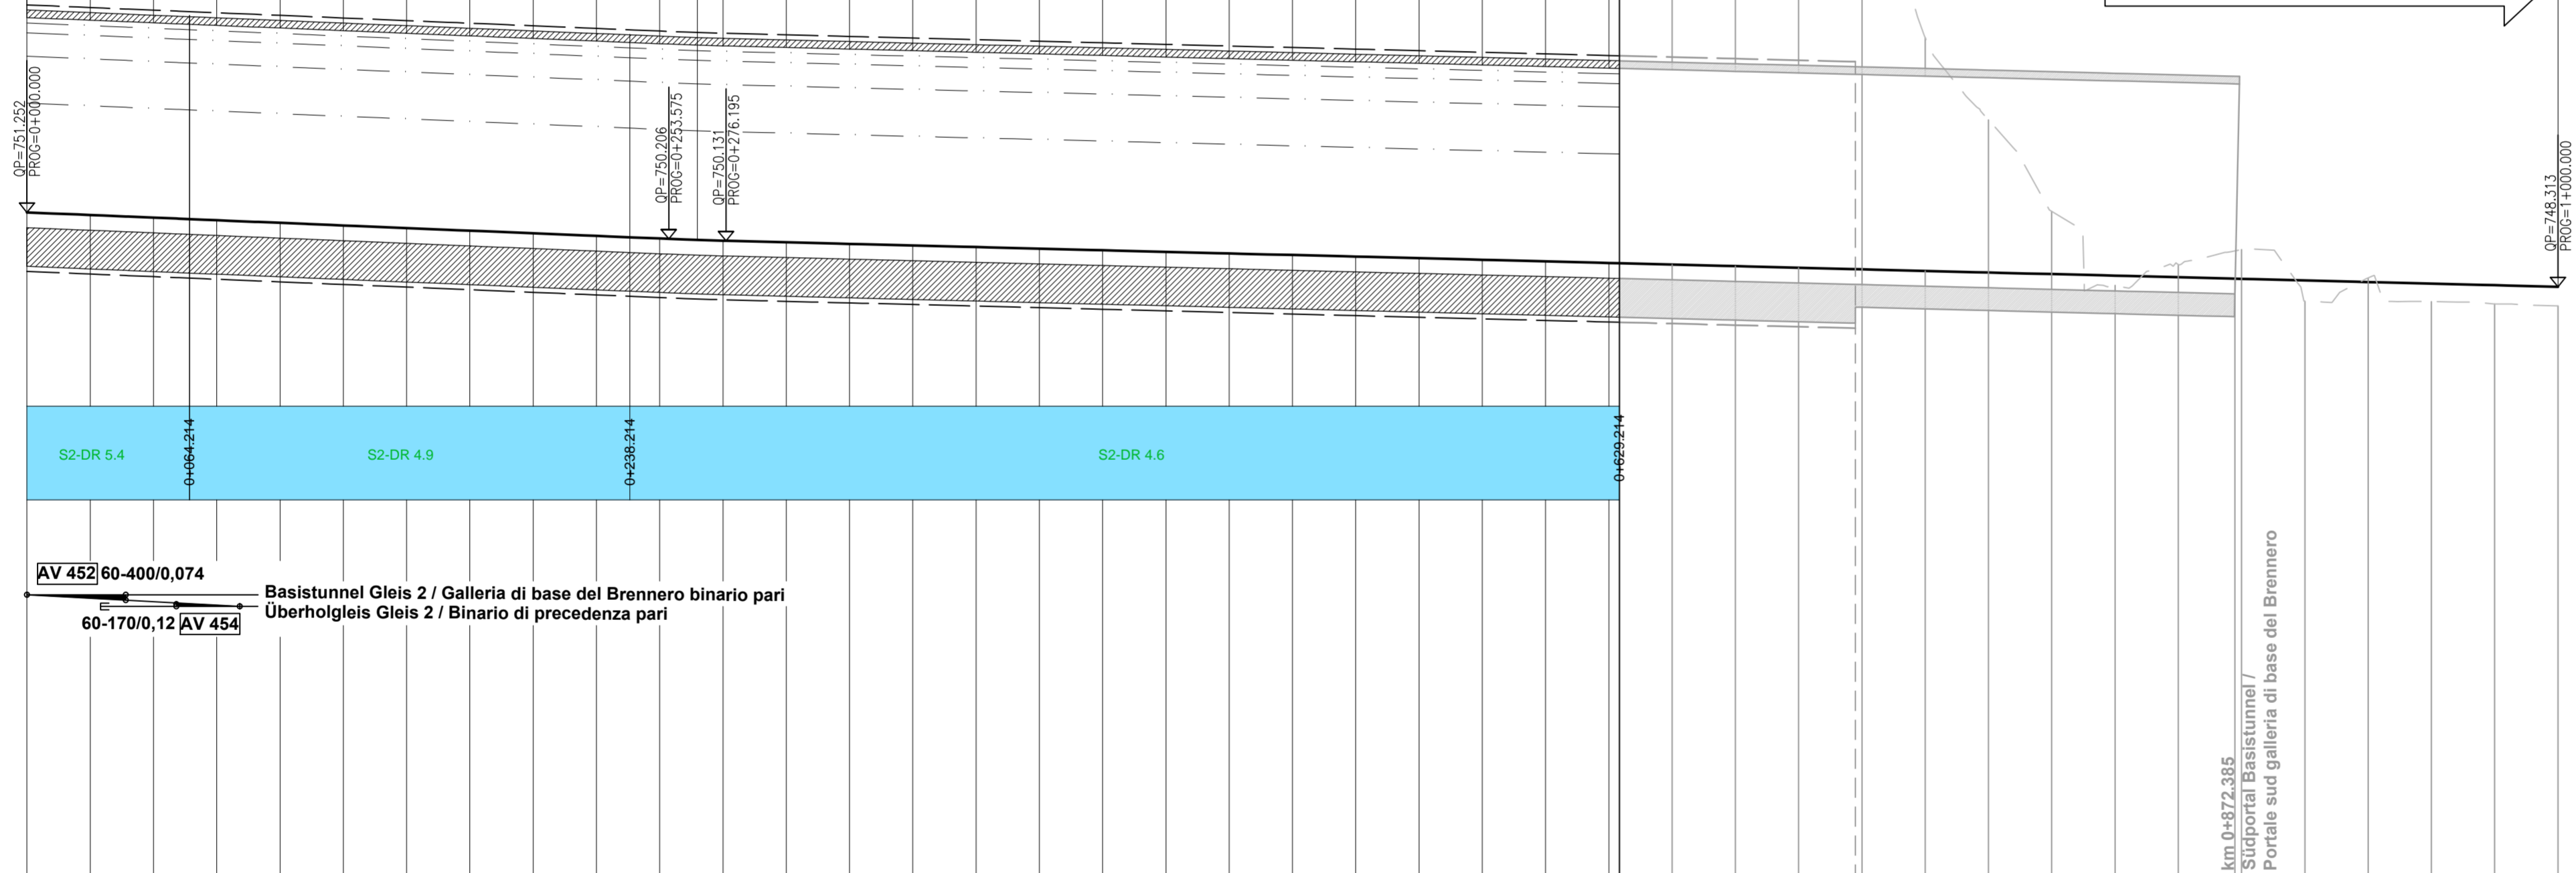 QP=751.252
PROG=0+000.000
QP=750.206
PROG=0+253.575
QP=750.131
PROG=0+276.195
QP=748.313
PROG=1+000.000
S2-DR 5.4
0+064.214
S2-DR 4.9
0+238.214
S2-DR 4.6
0+629.214
AV 452 60-400/0,074
Basistunnel Gleis 2 / Galleria di base del Brennero binario pari
Überholgleis Gleis 2 / Binario di precedenza pari
60-170/0,12 AV 454
km 0+872.385
Südportal Basistunnel /
Portale sud galleria di base del Brennero